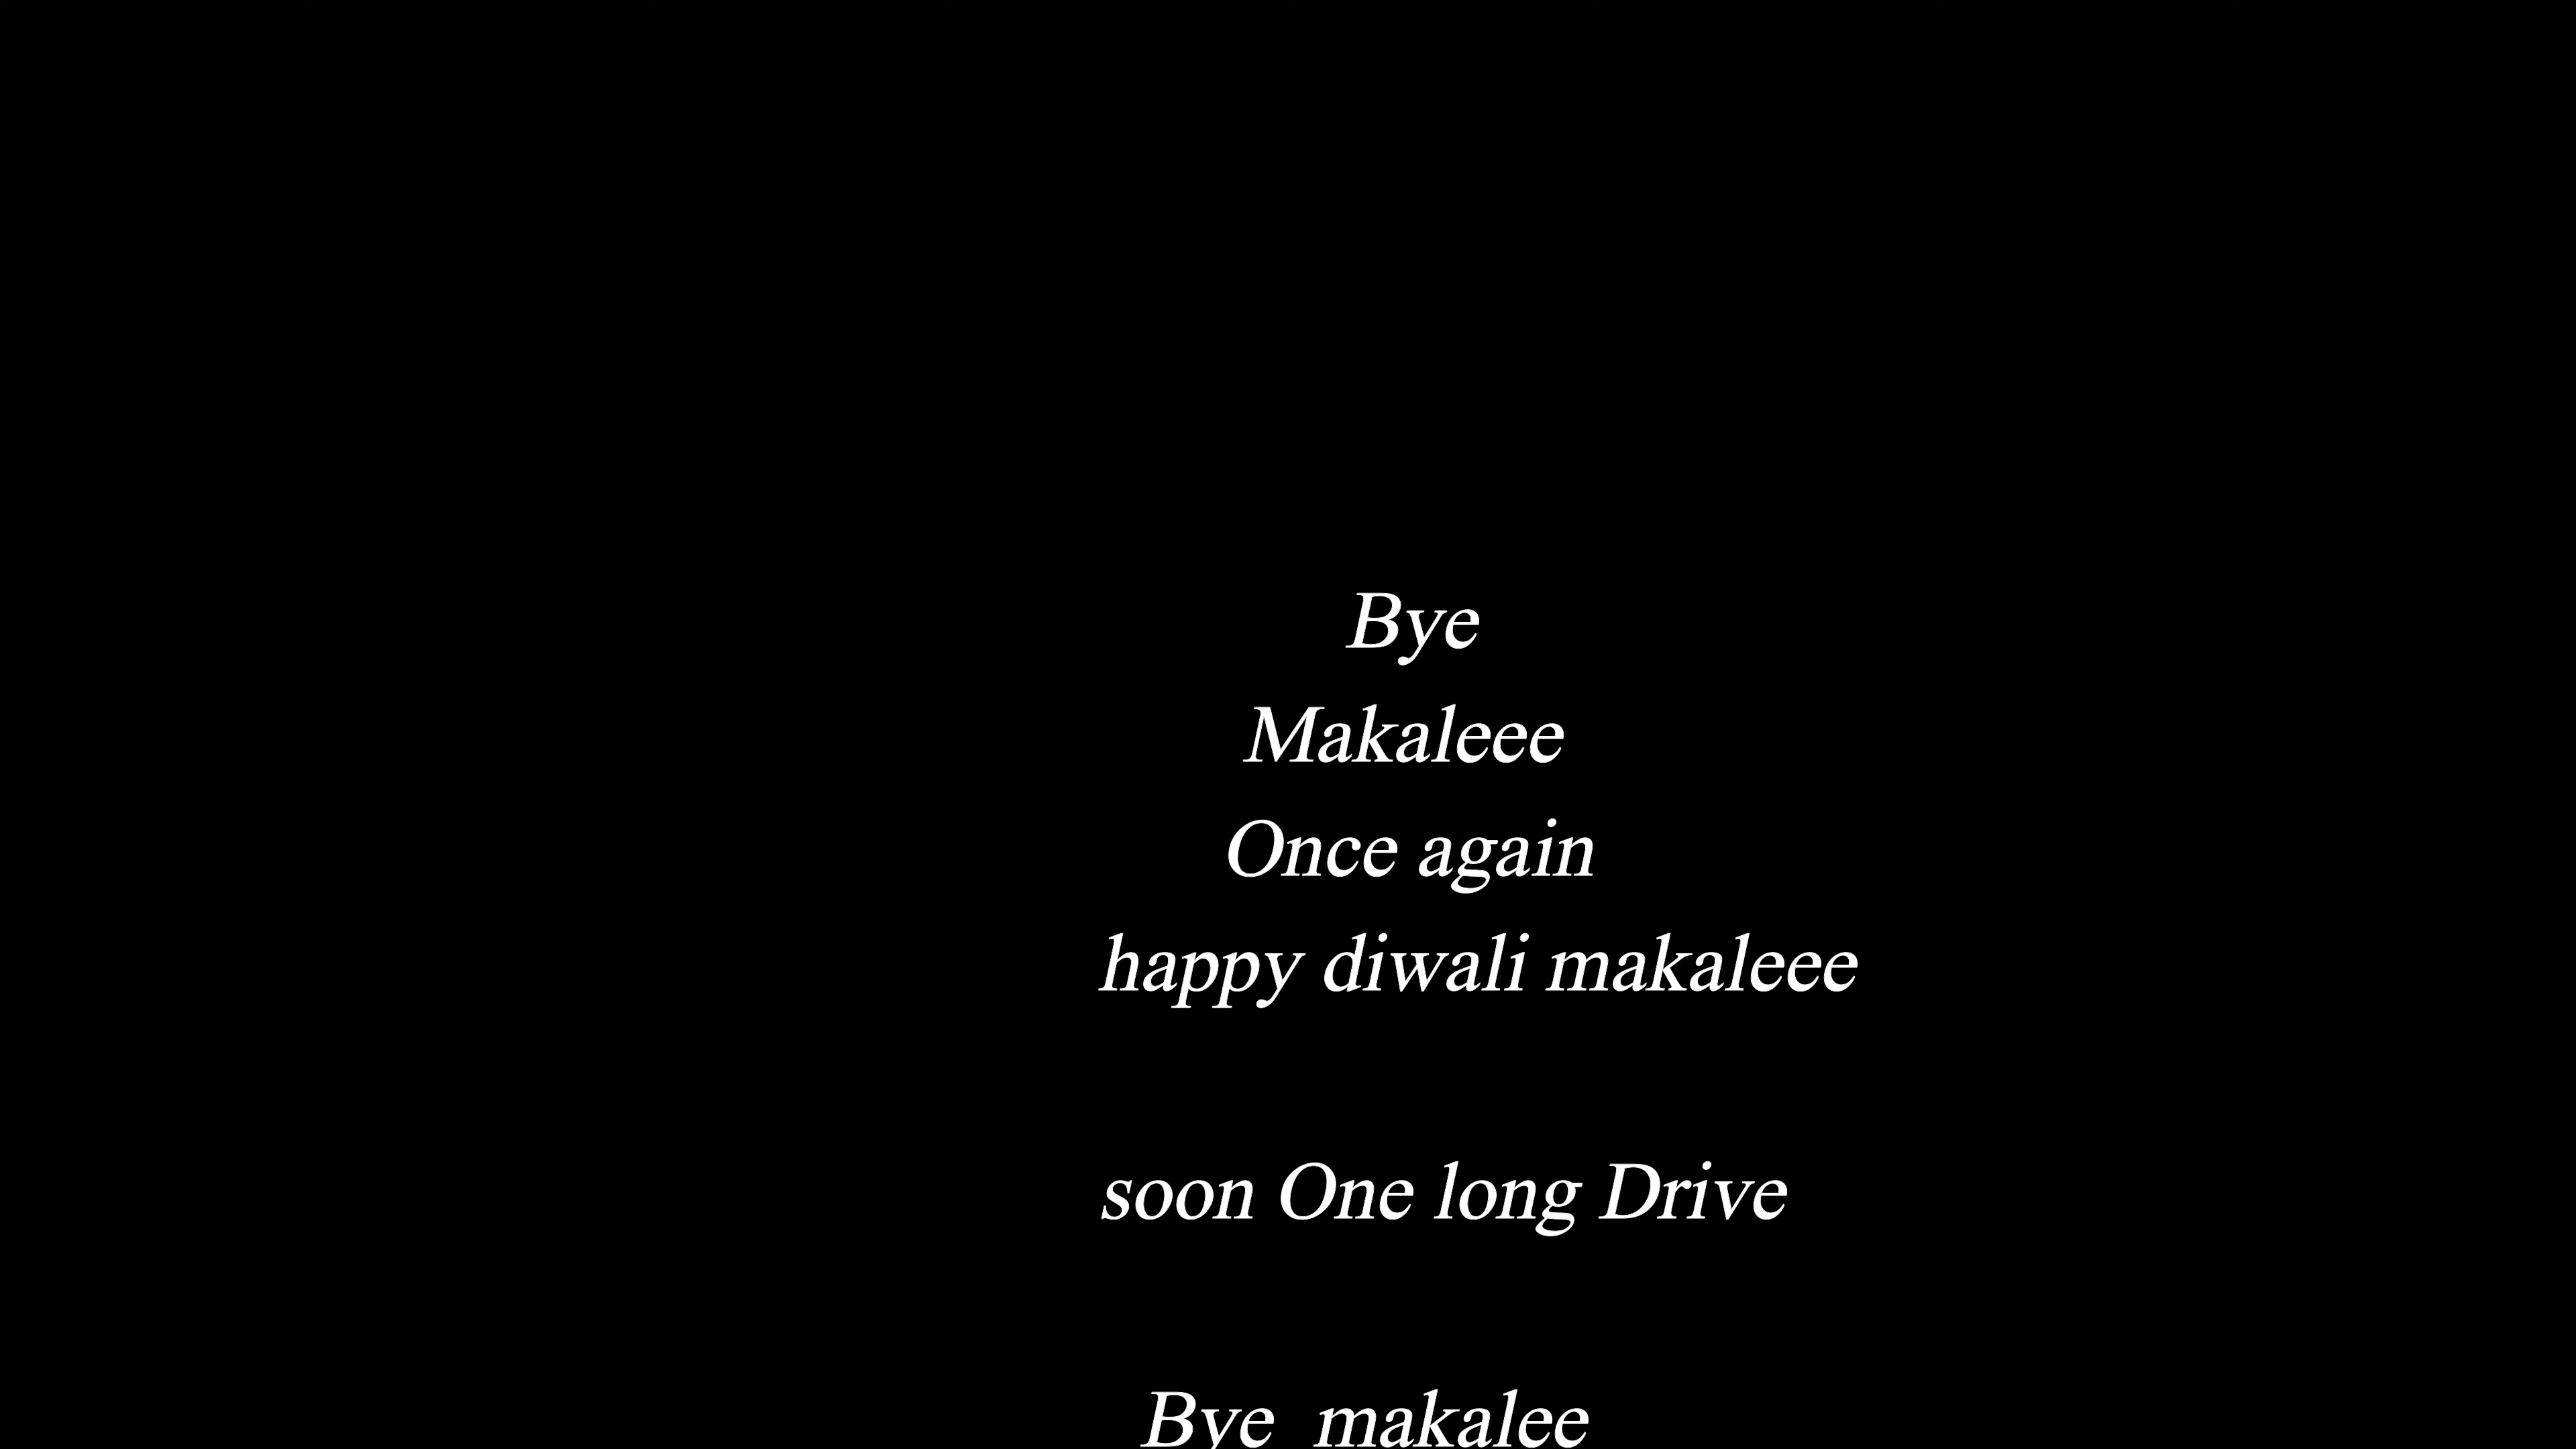 Bye
Makaleee
Once again
happy diwali makaleee
soon One long Drive
Bye  makalee